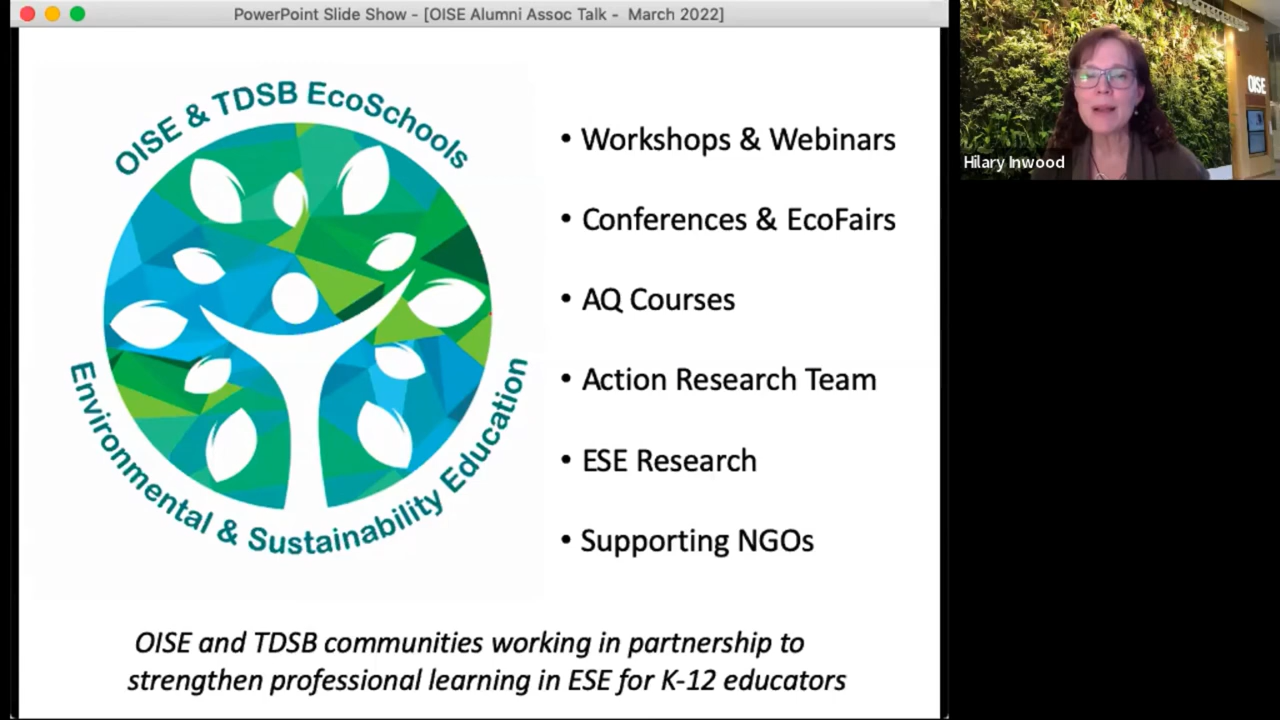 PowerPoint Slide Show - [OISE Alumni Assoc Talk - March 2022]
OISE & TDSB EcoSchools
Environmental & Sustainability Education
• Workshops & Webinars
• Conferences & EcoFairs
• AQ Courses
• Action Research Team
• ESE Research
• Supporting NGOs
OISE and TDSB communities working in partnership to
strengthen professional learning in ESE for K-12 educators
OISE
Hilary Inwood